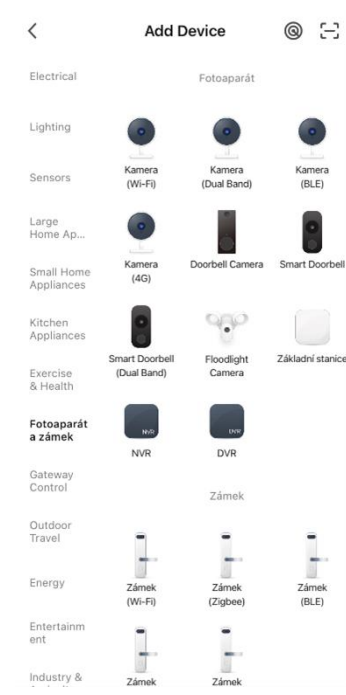 Add Device
Electrical
Lighting
Sensors
Large
Home Ap...
Small Home
Appliances
Kitchen
Appliances
Exercise
& Health
Fotoaparát
a zámek
Gateway
Control
Outdoor
Travel
Energy
Entertainm
ent
Industry &
Fotoaparát
Kamera
(Wi-Fi)
Kamera
(Dual Band)
Kamera
(BLE)
Kamera
(4G)
Doorbell Camera
Smart Doorbell
Smart Doorbell
(Dual Band)
Floodlight
Camera
Základní stanice
NVR
NVR
DVR
DVR
Zámek
Zámek
(Wi-Fi)
Zámek
(Zigbee)
Zámek
(BLE)
Zámek
Zámek